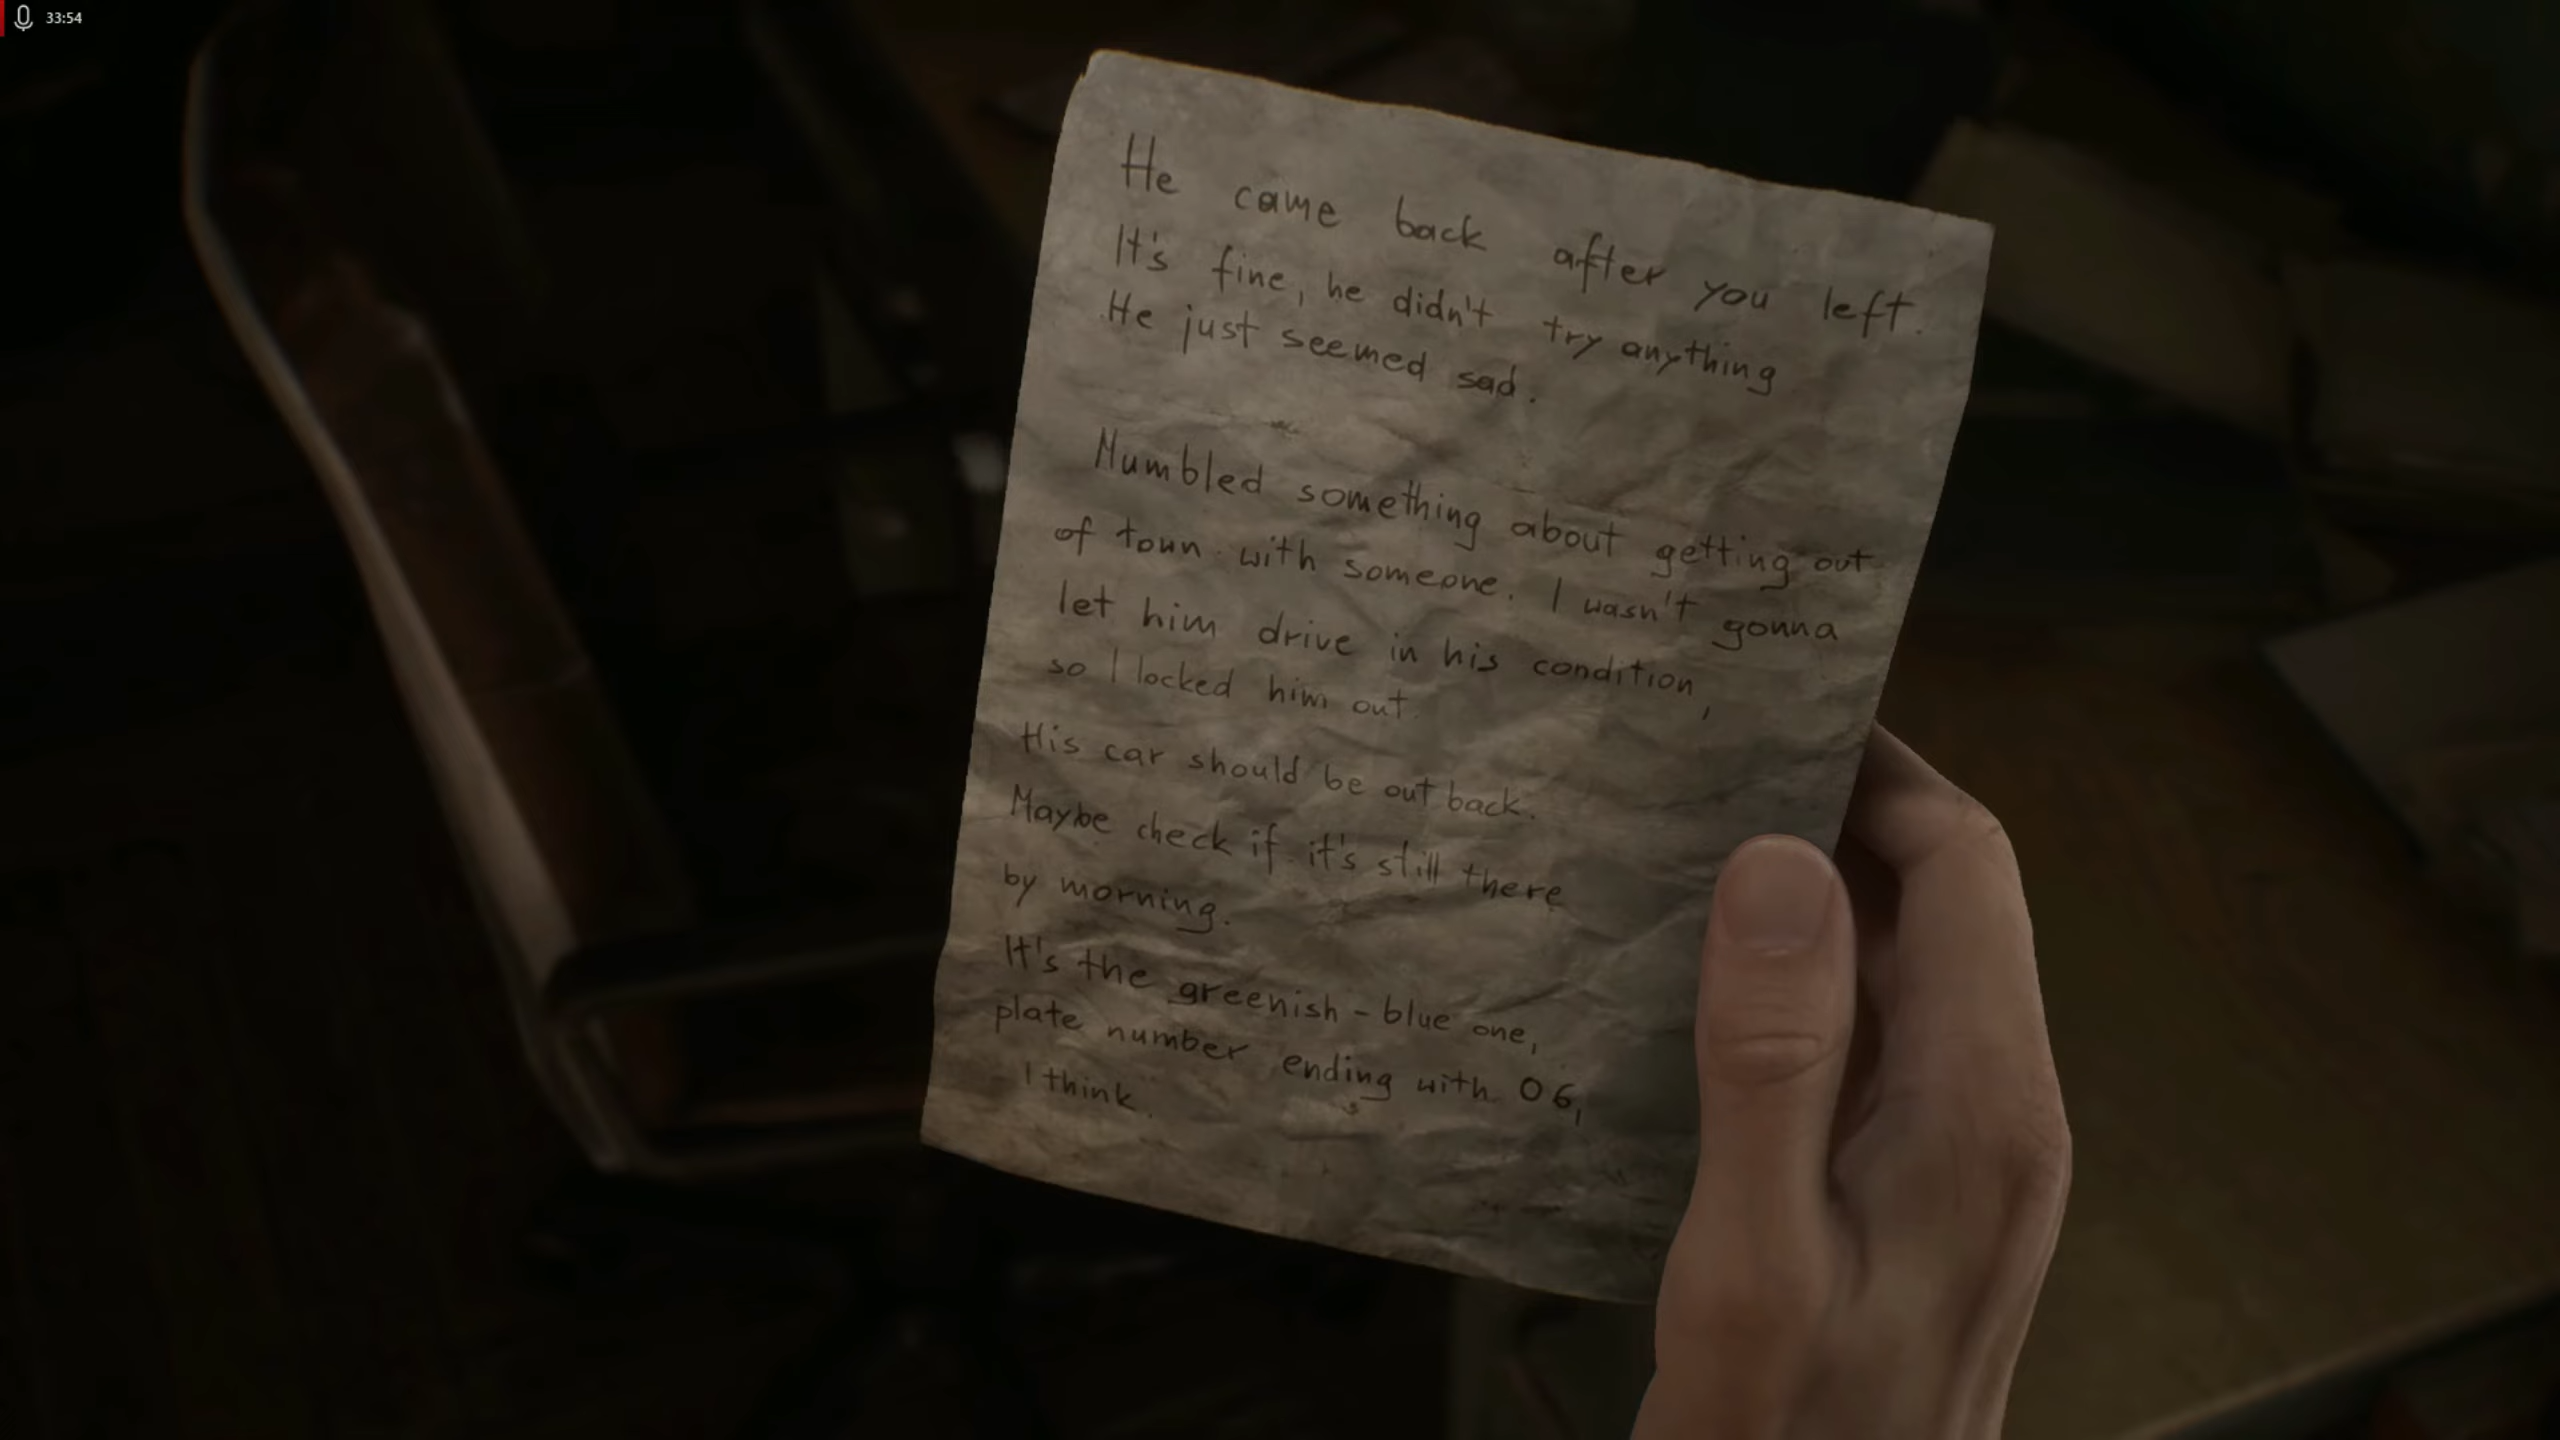 33:54
He came back after you left.
It's fine, he didn't try anything
He just seemed sad.
Mumbled something about getting out
of town with someone. I wasn't gonna
let him drive in his condition,
so I locked him out.
His car should be out back.
Maybe check if it's still there
by morning.
It's the greenish-blue one,
plate number ending with 06,
I think.